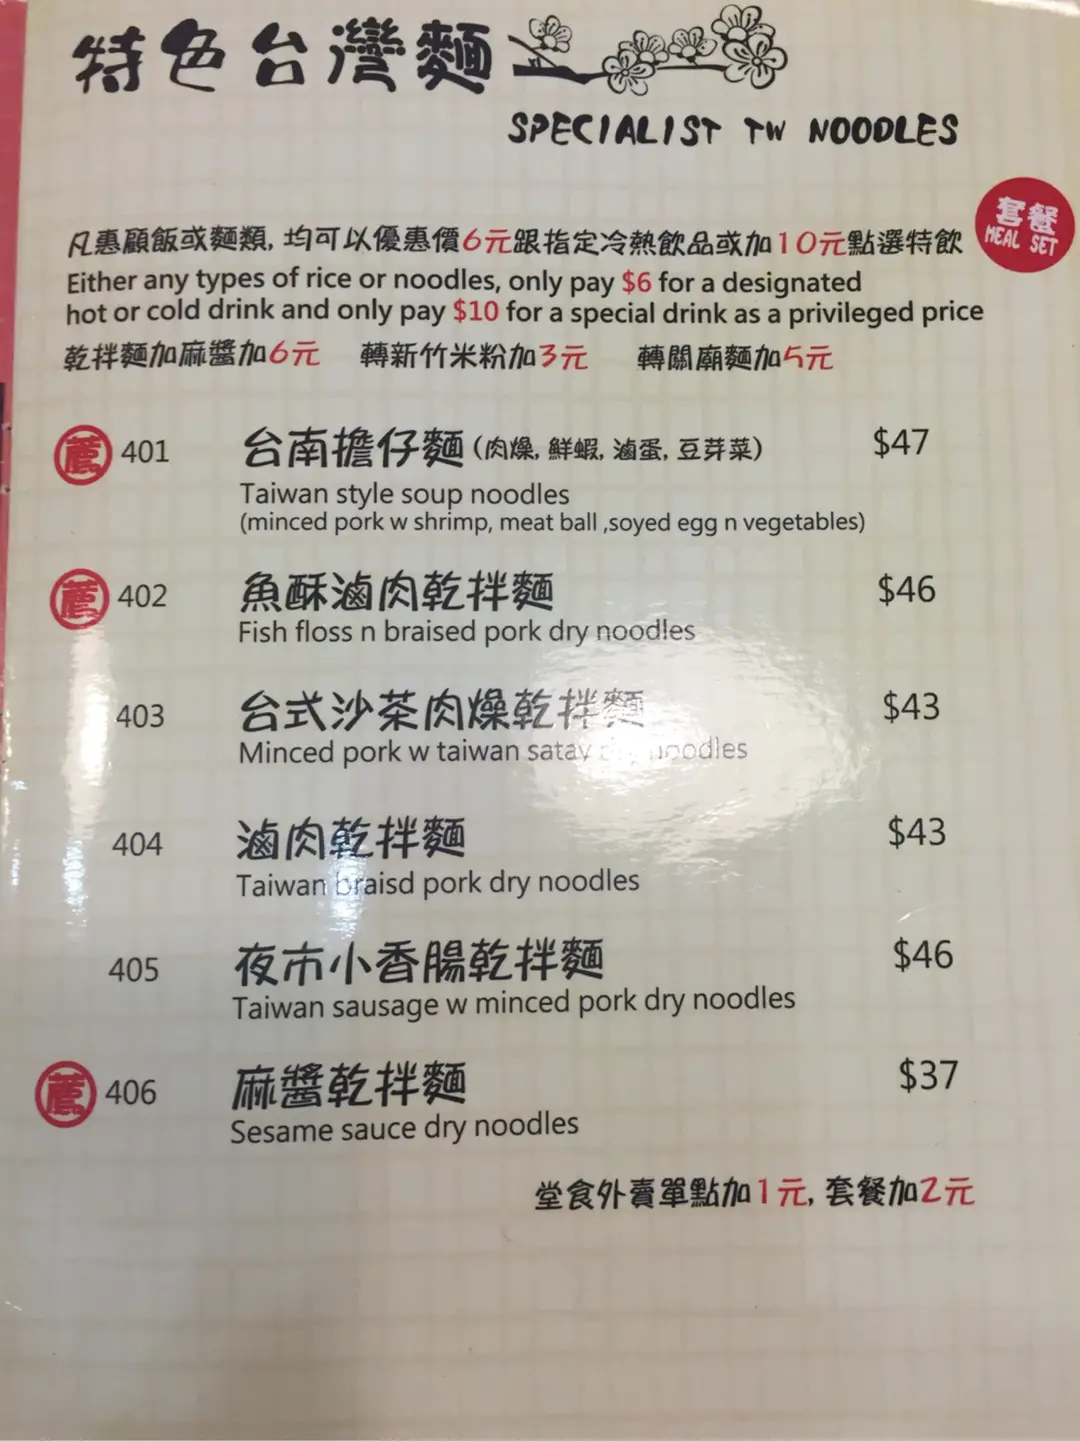 特色台灣麵
SPECIALIST TW NOODLES
套餐
MEAL SET
凡惠顧飯或麵類, 均可以優惠價6元跟指定冷熱飲品或加10元點選特飲
Either any types of rice or noodles, only pay $6 for a designated
hot or cold drink and only pay $10 for a special drink as a privileged price
乾拌麵加麻醬加6元 轉新竹米粉加3元 轉關廟麵加5元
薦 401 台南擔仔麵 (肉燥, 鮮蝦, 滷蛋, 豆芽菜) $47
Taiwan style soup noodles
(minced pork w shrimp, meat ball ,soyed egg n vegetables)
薦 402 魚酥滷肉乾拌麵 $46
Fish floss n braised pork dry noodles
403 台式沙茶肉燥乾拌麵 $43
Minced pork w taiwan satay dry noodles
404 滷肉乾拌麵 $43
Taiwan braisd pork dry noodles
405 夜市小香腸乾拌麵 $46
Taiwan sausage w minced pork dry noodles
薦 406 麻醬乾拌麵 $37
Sesame sauce dry noodles
堂食外賣單點加1元, 套餐加2元